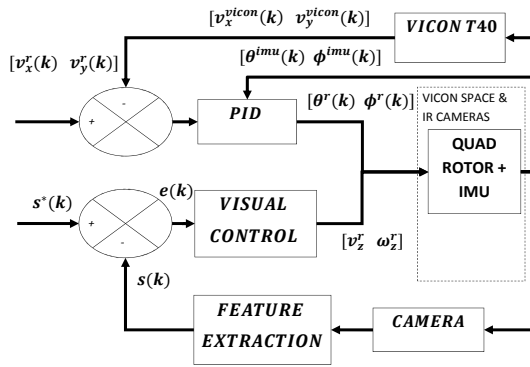 [v_x^{vicon}(k) v_y^{vicon}(k)]
VICON T40
[v_x^r(k) v_y^r(k)]
[θ^{imu}(k) ϕ^{imu}(k)]
-
+
PID
[θ^r(k) ϕ^r(k)]
VICON SPACE &
IR CAMERAS
QUAD
ROTOR +
IMU
s*(k)
e(k)
+
-
VISUAL
CONTROL
[v_z^r ω_z^r]
s(k)
FEATURE
EXTRACTION
CAMERA